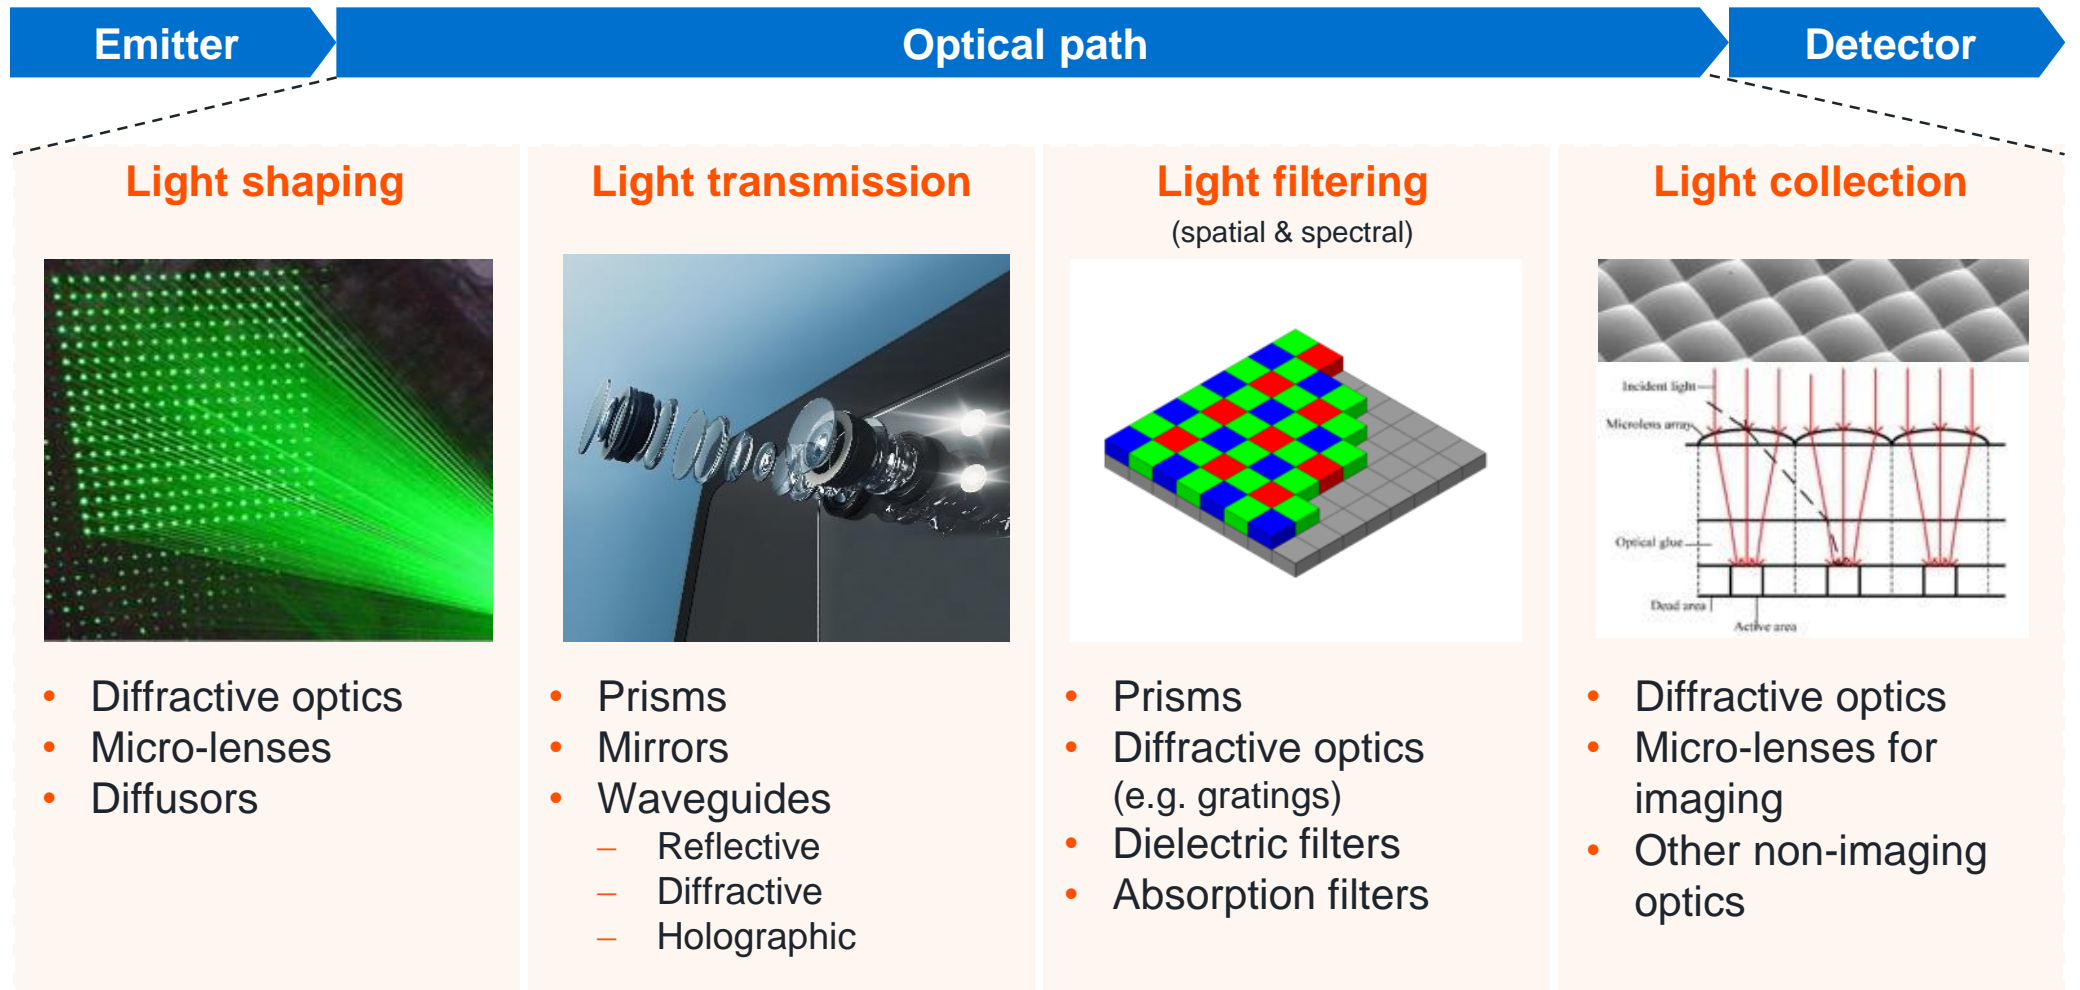 Emitter
Optical path
Detector
Light shaping
• Diffractive optics
• Micro-lenses
• Diffusors
Light transmission
• Prisms
• Mirrors
• Waveguides
– Reflective
– Diffractive
– Holographic
Light filtering
(spatial & spectral)
• Prisms
• Diffractive optics
(e.g. gratings)
• Dielectric filters
• Absorption filters
Light collection
Incident light
Microlens array
Optical glue
Dead area
Active area
• Diffractive optics
• Micro-lenses for
imaging
• Other non-imaging
optics